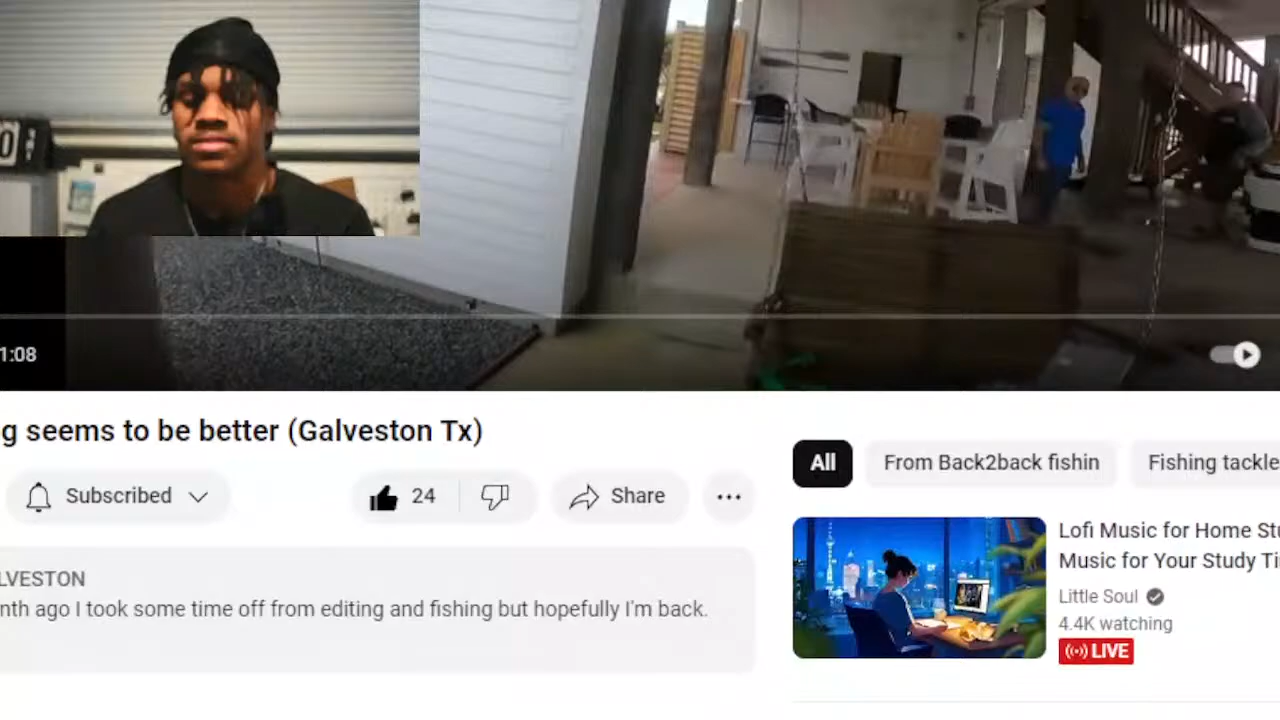 0
1:08
g seems to be better (Galveston Tx)
Subscribed
24
Share
LVESTON
nth ago I took some time off from editing and fishing but hopefully I'm back.
All
From Back2back fishin
Fishing tackle
Lofi Music for Home Stu
Music for Your Study Ti
Little Soul
4.4K watching
LIVE